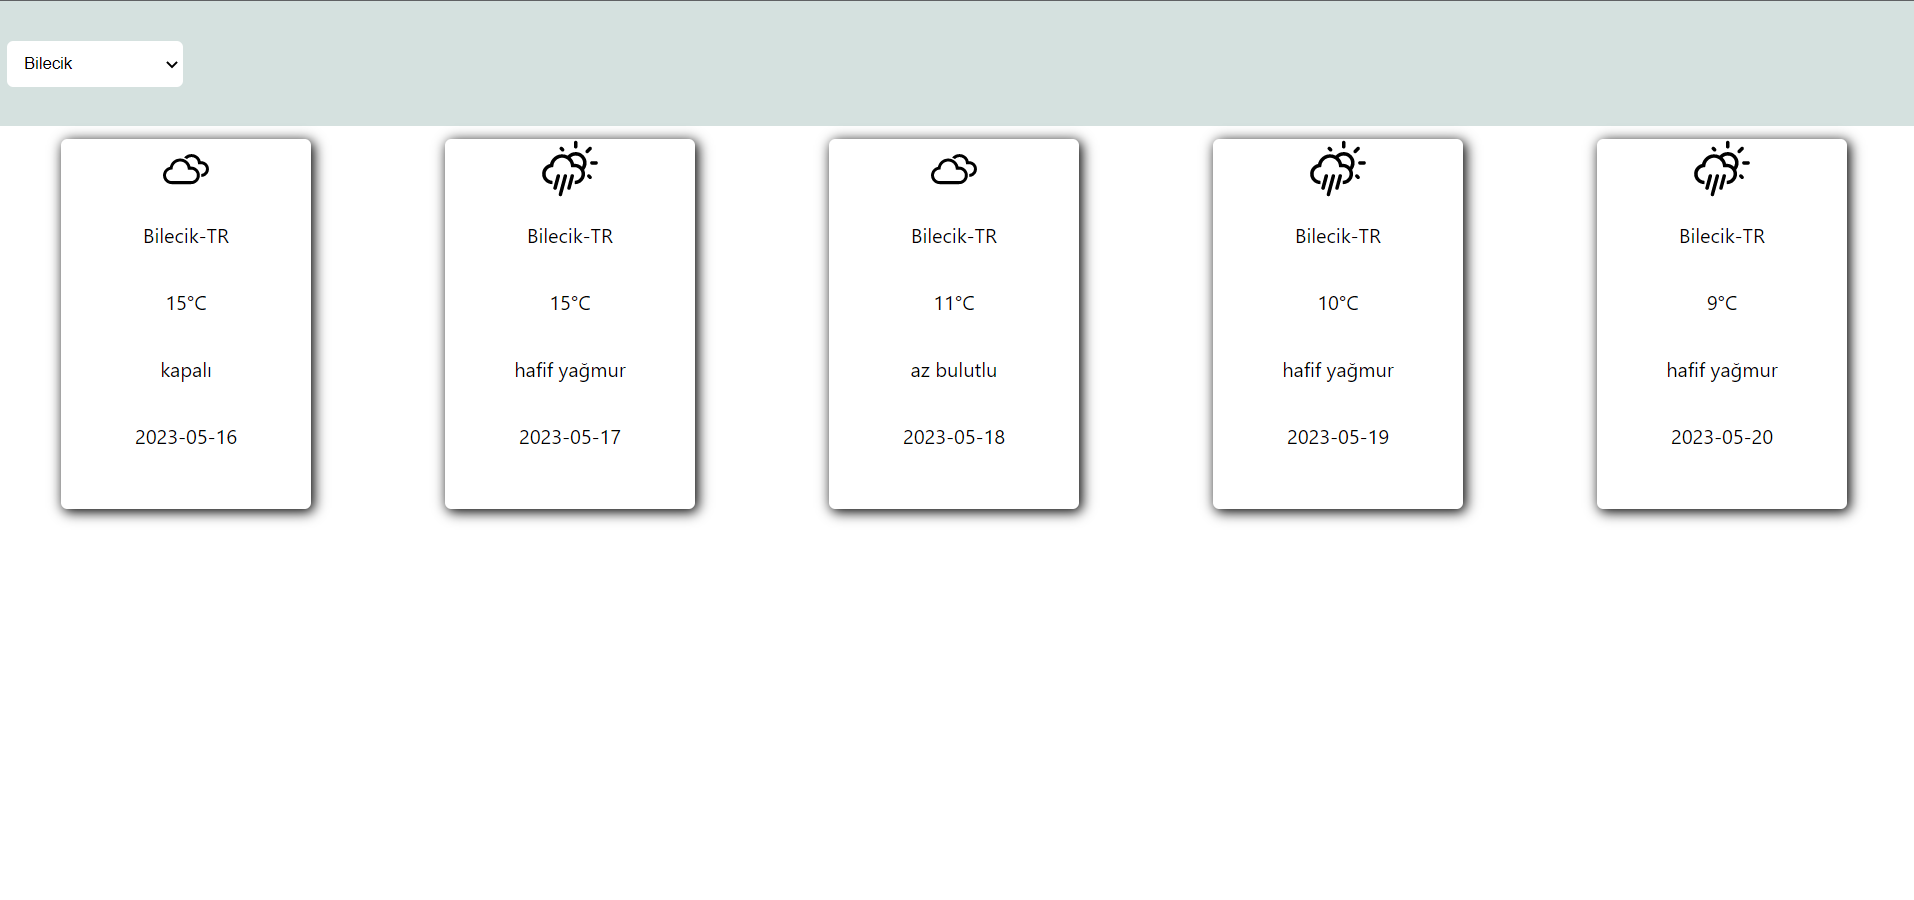 Bilecik
Bilecik-TR
15°C
kapalı
2023-05-16
Bilecik-TR
15°C
hafif yağmur
2023-05-17
Bilecik-TR
11°C
az bulutlu
2023-05-18
Bilecik-TR
10°C
hafif yağmur
2023-05-19
Bilecik-TR
9°C
hafif yağmur
2023-05-20